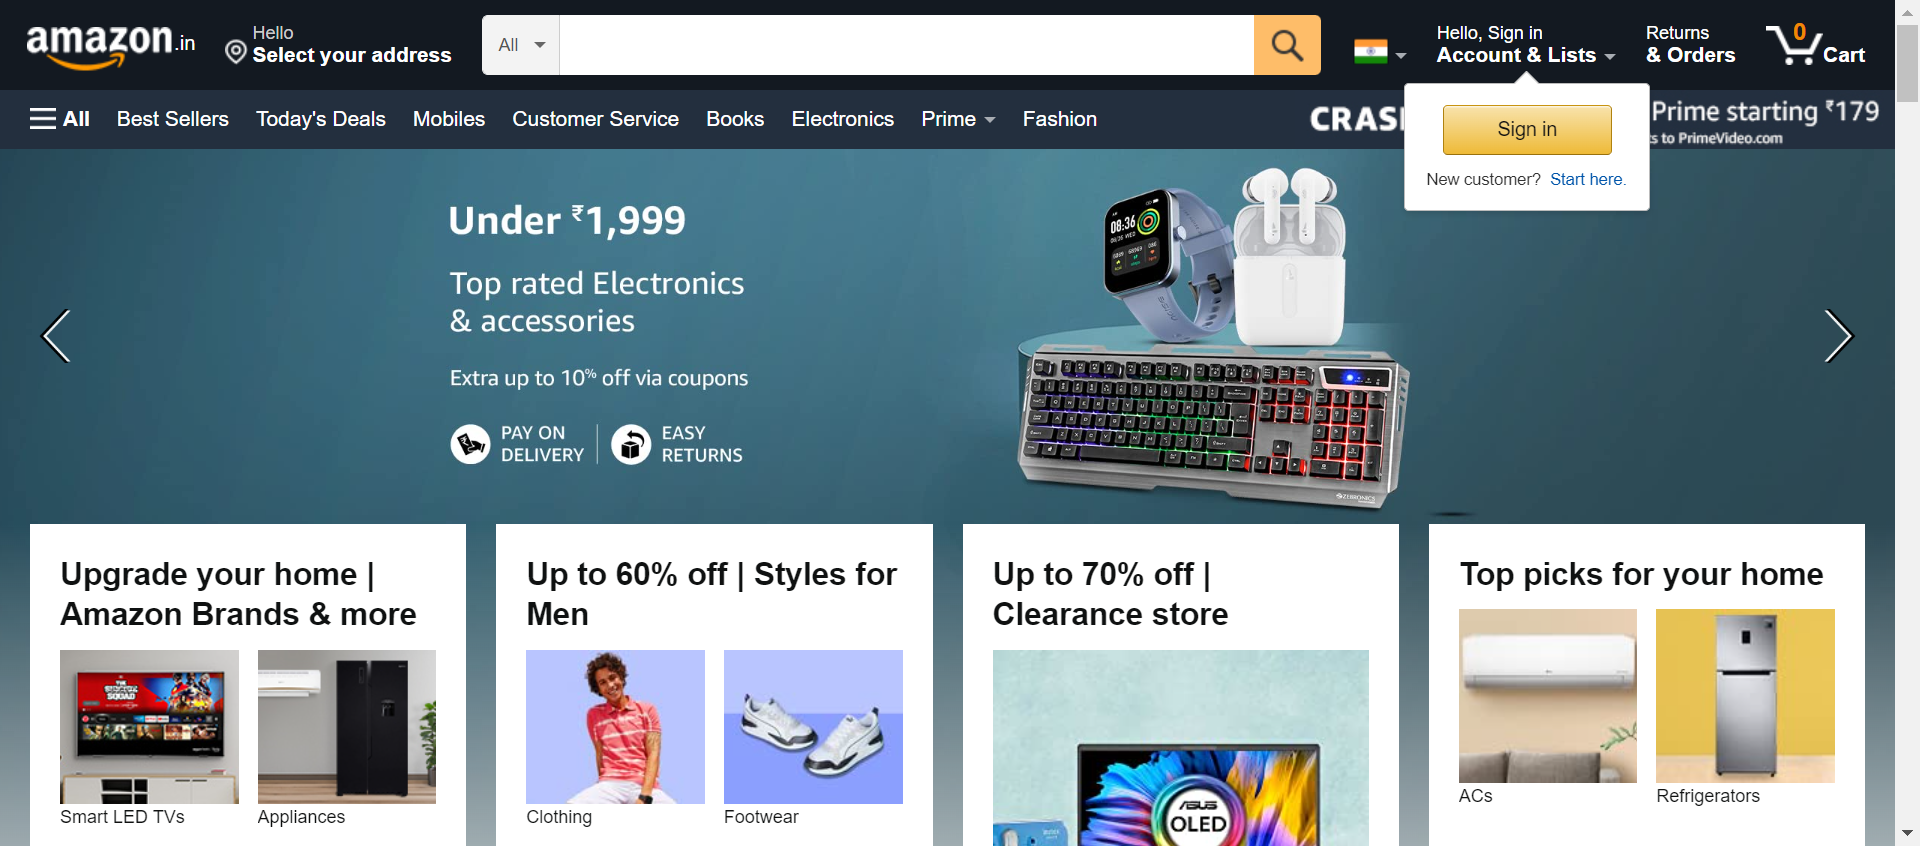 amazon.in
Hello
Select your address
All
Hello, Sign in
Account & Lists
Returns
& Orders
0
Cart
All
Best Sellers
Today's Deals
Mobiles
Customer Service
Books
Electronics
Prime
Fashion
Prime starting ₹179
to PrimeVideo.com
Sign in
New customer? Start here.
Under ₹1,999
Top rated Electronics
& accessories
Extra up to 10% off via coupons
PAY ON
DELIVERY
EASY
RETURNS
08:36
ZEBRONICS
Upgrade your home |
Amazon Brands & more
Smart LED TVs
Appliances
Up to 60% off | Styles for
Men
Clothing
Footwear
Up to 70% off |
Clearance store
ASUS
OLED
Top picks for your home
ACs
Refrigerators